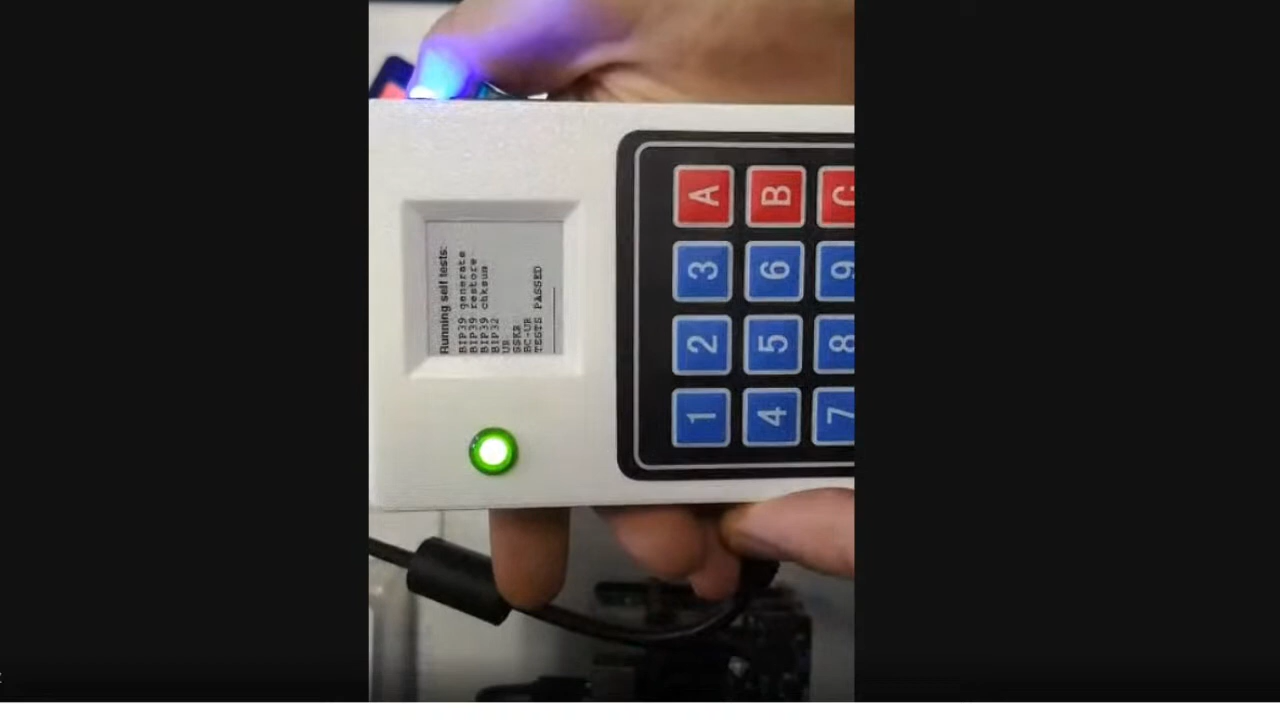 Running self tests:
BIP39 generate
BIP39 restore
BIP39 chksum
BIP32
UR
SSKR
BC-UR
TESTS PASSED
1 2 3 A
4 5 6 B
7 8 9 C